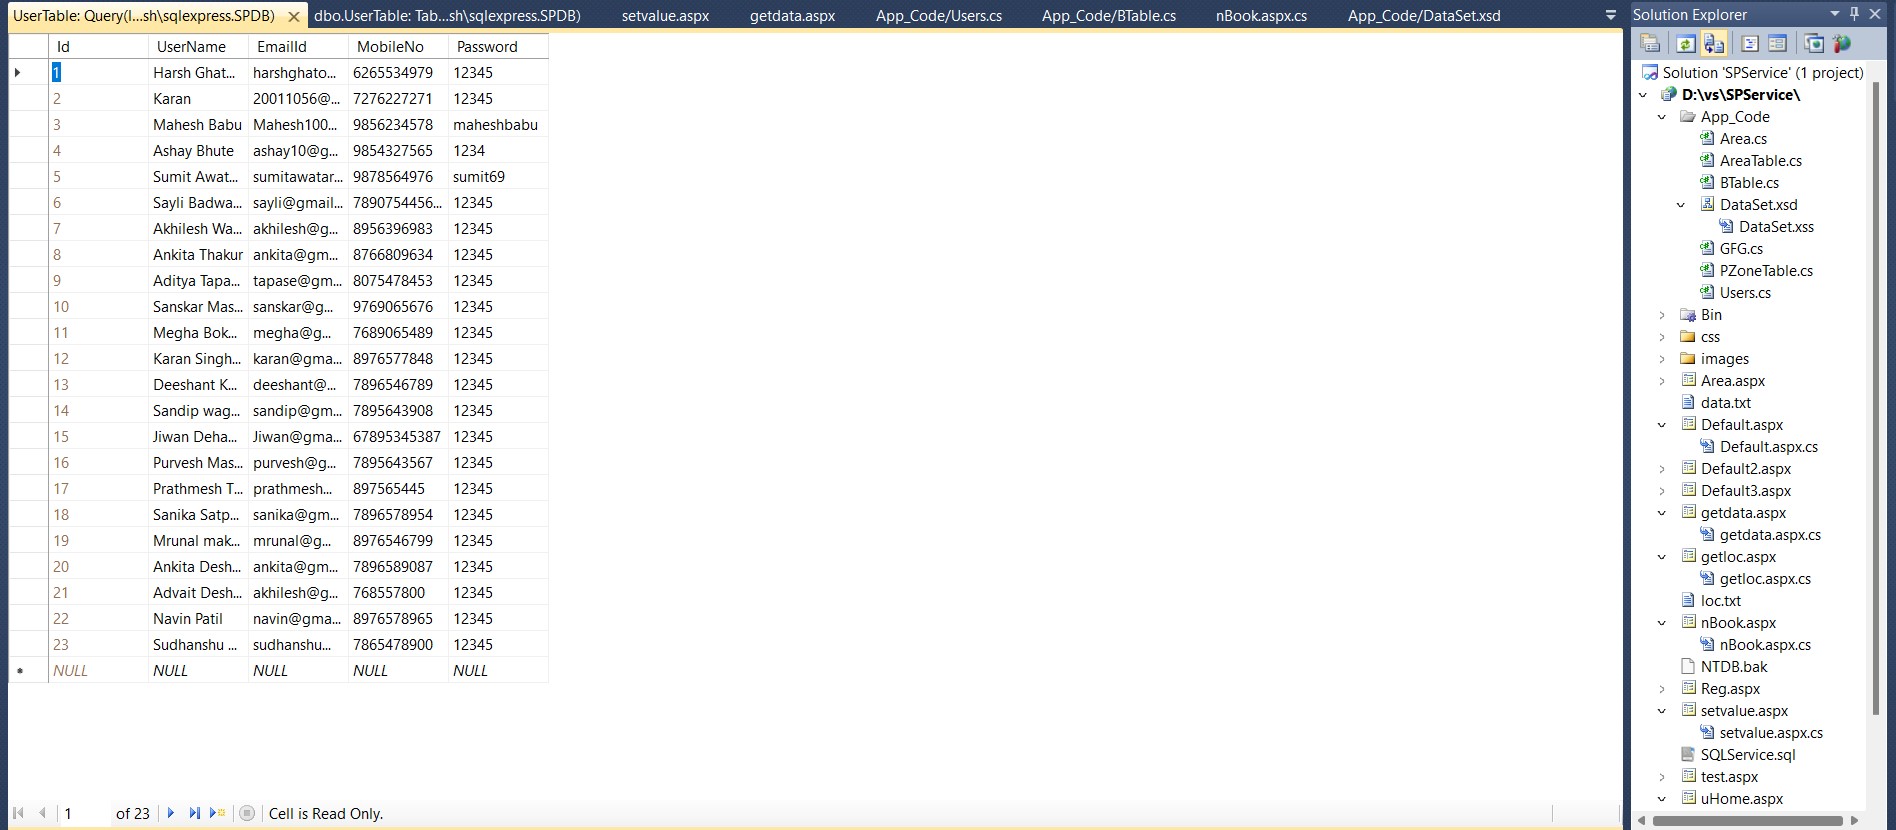 UserTable: Query(l...sh\sqlexpress.SPDB) dbo.UserTable: Tab...sh\sqlexpress.SPDB) setvalue.aspx getdata.aspx App_Code/Users.cs App_Code/BTable.cs nBook.aspx.cs App_Code/DataSet.xsd
Id UserName EmailId MobileNo Password
1 Harsh Ghat... harshghato... 6265534979 12345
2 Karan 20011056@... 7276227271 12345
3 Mahesh Babu Mahesh100... 9856234578 maheshbabu
4 Ashay Bhute ashay10@g... 9854327565 1234
5 Sumit Awat... sumitawatar... 9878564976 sumit69
6 Sayli Badwa... sayli@gmail... 7890754456... 12345
7 Akhilesh Wa... akhilesh@g... 8956396983 12345
8 Ankita Thakur ankita@gm... 8766809634 12345
9 Aditya Tapa... tapase@gm... 8075478453 12345
10 Sanskar Mas... sanskar@g... 9769065676 12345
11 Megha Bok... megha@g... 7689065489 12345
12 Karan Singh... karan@gma... 8976577848 12345
13 Deeshant K... deeshant@... 7896546789 12345
14 Sandip wag... sandip@gm... 7895643908 12345
15 Jiwan Deha... Jiwan@gma... 67895345387 12345
16 Purvesh Mas... purvesh@g... 7895643567 12345
17 Prathmesh T... prathmesh... 897565445 12345
18 Sanika Satp... sanika@gm... 7896578954 12345
19 Mrunal mak... mrunal@g... 8976546799 12345
20 Ankita Desh... ankita@gm... 7896589087 12345
21 Advait Desh... akhilesh@g... 768557800 12345
22 Navin Patil navin@gma... 8976578965 12345
23 Sudhanshu ... sudhanshu... 7865478900 12345
NULL NULL NULL NULL NULL
1 of 23 Cell is Read Only.
Solution Explorer
Solution 'SPService' (1 project)
D:\vs\SPService\
App_Code
Area.cs
AreaTable.cs
BTable.cs
DataSet.xsd
DataSet.xss
GFG.cs
PZoneTable.cs
Users.cs
Bin
css
images
Area.aspx
data.txt
Default.aspx
Default.aspx.cs
Default2.aspx
Default3.aspx
getdata.aspx
getdata.aspx.cs
getloc.aspx
getloc.aspx.cs
loc.txt
nBook.aspx
nBook.aspx.cs
NTDB.bak
Reg.aspx
setvalue.aspx
setvalue.aspx.cs
SQLService.sql
test.aspx
uHome.aspx